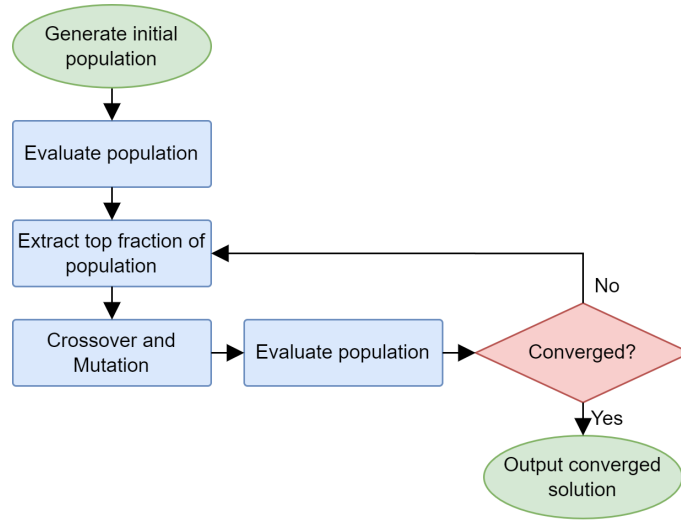 Generate initial
population
Evaluate population
Extract top fraction of
population
Crossover and
Mutation
Evaluate population
Converged?
No
Yes
Output converged
solution